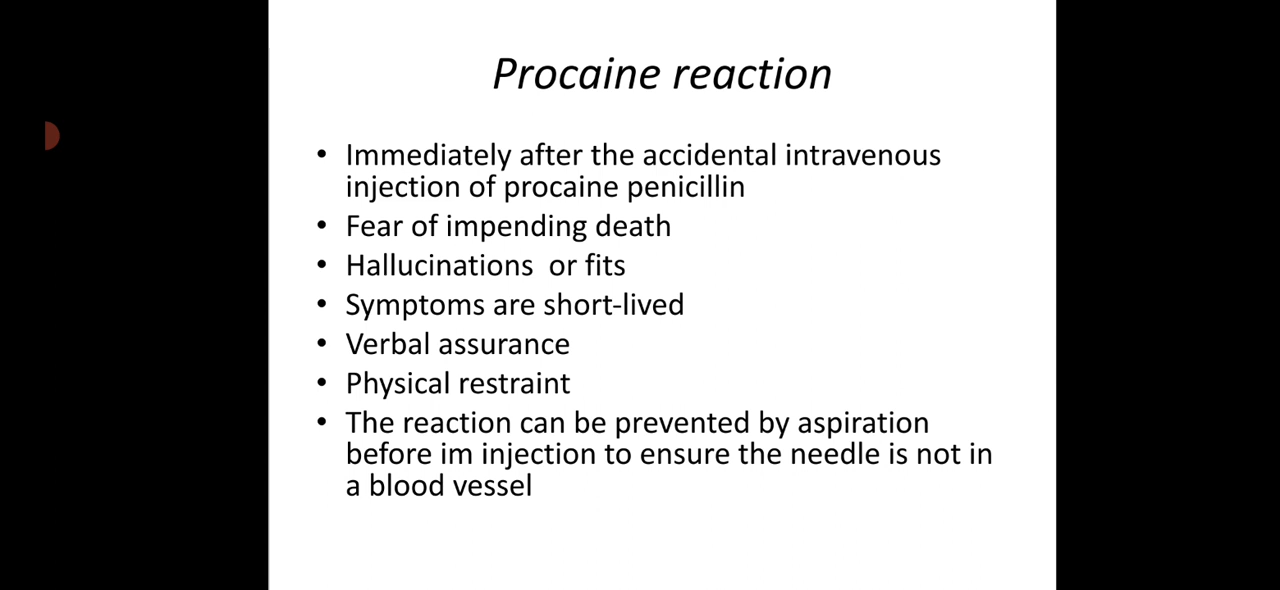 Procaine reaction
• Immediately after the accidental intravenous
injection of procaine penicillin
• Fear of impending death
• Hallucinations  or fits
• Symptoms are short-lived
• Verbal assurance
• Physical restraint
• The reaction can be prevented by aspiration
before im injection to ensure the needle is not in
a blood vessel